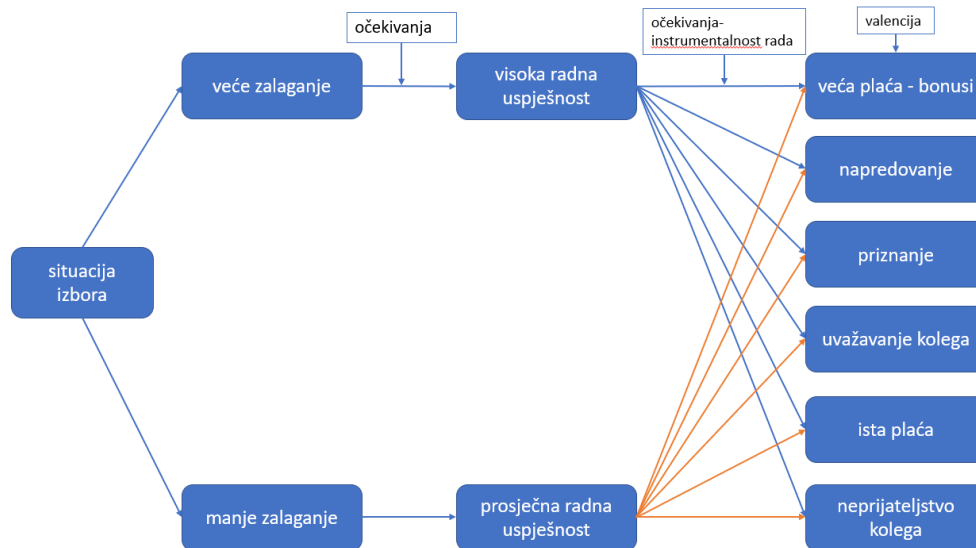 očekivanja
očekivanja-
instrumentalnost rada
valencija
veće zalaganje
visoka radna
uspješnost
veća plaća - bonusi
napredovanje
situacija
izbora
priznanje
uvažavanje kolega
ista plaća
manje zalaganje
prosječna radna
uspješnost
neprijateljstvo
kolega